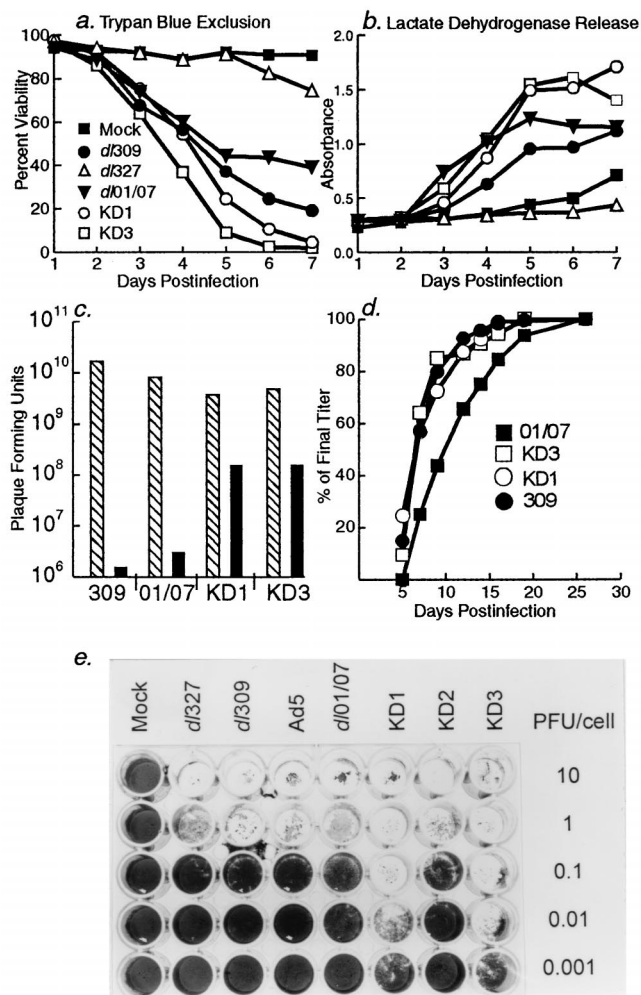 a. Trypan Blue Exclusion
Percent Viability
100
80
60
40
20
0
Mock
dl309
dl327
dl01/07
KD1
KD3
1 2 3 4 5 6 7
Days Postinfection
b. Lactate Dehydrogenase Release
Absorbance
2.0
1.5
1.0
0.5
0.0
1 2 3 4 5 6 7
Days Postinfection
c.
Plaque Forming Units
10^11
10^10
10^9
10^8
10^7
10^6
309 01/07 KD1 KD3
d.
% of Final Titer
100
80
60
40
20
01/07
KD3
KD1
309
5 10 15 20 25 30
Days Postinfection
e.
Mock dl327 dl309 Ad5 dl01/07 KD1 KD2 KD3 PFU/cell
10
1
0.1
0.01
0.001